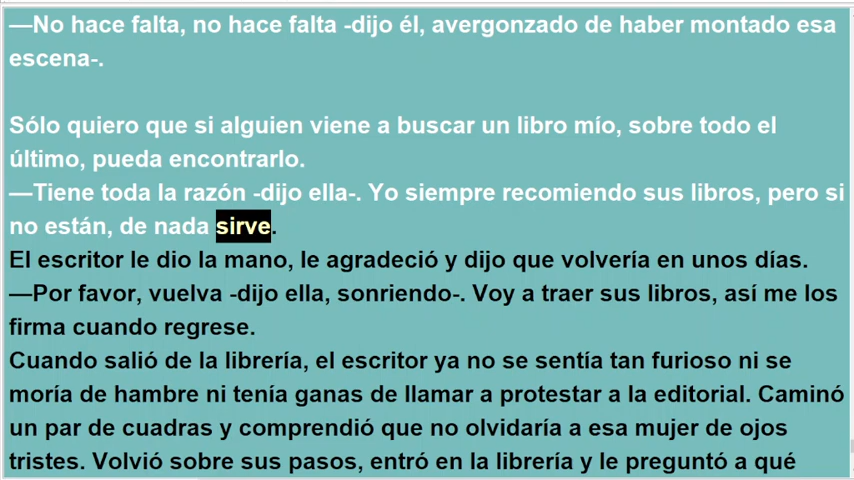 —No hace falta, no hace falta -dijo él, avergonzado de haber montado esa
escena-.
Sólo quiero que si alguien viene a buscar un libro mío, sobre todo el
último, pueda encontrarlo.
—Tiene toda la razón -dijo ella-. Yo siempre recomiendo sus libros, pero si
no están, de nada sirve.
El escritor le dio la mano, le agradeció y dijo que volvería en unos días.
—Por favor, vuelva -dijo ella, sonriendo-. Voy a traer sus libros, así me los
firma cuando regrese.
Cuando salió de la librería, el escritor ya no se sentía tan furioso ni se
moría de hambre ni tenía ganas de llamar a protestar a la editorial. Caminó
un par de cuadras y comprendió que no olvidaría a esa mujer de ojos
tristes. Volvió sobre sus pasos, entró en la librería y le preguntó a qué